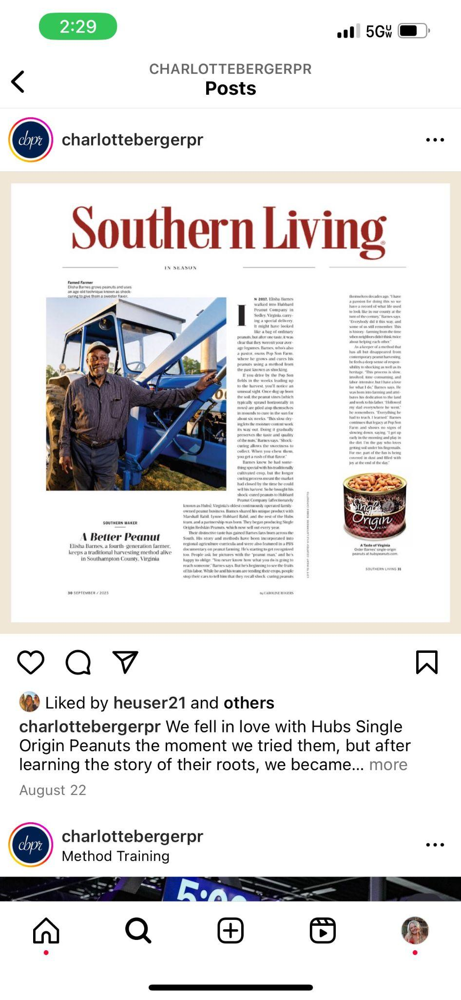 2:29
5GUW
CHARLOTTEBERGERPR
Posts
cbpr
charlottebergerpr
Southern Living
IN SEASON
Famed Farmer
Elisha Barnes grows peanuts and uses
an age-old technique known as shock-
curing to give them a sweeter flavor.
IN 2017, Elisha Barnes
walked into Hubbard
Peanut Company in
Sedley, Virginia, carry-
ing a special delivery.
It might have looked
like a bag of ordinary
peanuts, but after one taste, it was
clear that they weren't your aver-
age legumes. Barnes, who's also
a pastor, owns Pop Son Farm,
where he grows and cures his
peanuts using a method from
the past known as shocking.
If you drive by the Pop Son
fields in the weeks leading up
to the harvest, you'll notice an
unusual sight. Once dug up from
the soil, the peanut vines (which
typically sprawl horizontally in
rows) are piled atop themselves
in mounds to cure in the sun for
about six weeks. "This slow dry-
ing lets the moisture content work
its way out. Doing it gradually
preserves the taste and quality
of the nuts," Barnes says. "Shock-
curing allows the sweetness to
collect. When you chew them,
you get a rush of that flavor."
Barnes knew he had some-
thing special with his traditionally
cultivated crop, but the longer
curing process meant the market
had closed by the time he could
sell his harvest. So he brought his
shock-cured peanuts to Hubbard
Peanut Company (affectionately
known as Hubs), Virginia's oldest continuously operated family-
owned peanut business. Barnes shared his unique product with
Marshall Rabil, Lynne Hubbard Rabil, and the rest of the Hubs
team, and a partnership was born. They began producing Single
Origin Redskin Peanuts, which now sell out every year.
Their distinctive taste has gained Barnes fans from across the
South. His story and methods have been incorporated into
regional agriculture curricula and were also featured in a PBS
documentary on peanut farming. He's starting to get recognized
too. People ask for pictures with the "peanut man," and he's
happy to oblige. "You never know how what you do is going to
reach someone," Barnes says. But he's beginning to see the fruits
of his labor. While he and his team are tending their crops, people
stop their cars to tell him that they recall shock-curing peanuts
themselves decades ago. "I have
a passion for doing this so we
have a record of what life used
to look like in our county at the
turn of the century," Barnes says.
"Everybody did it this way, and
some of us still remember. This
is history–farming from the time
when neighbors didn't think twice
about helping each other."
As a keeper of a method that
has all but disappeared from
contemporary peanut harvesting,
he feels a deep sense of respon-
sibility to shocking as well as its
heritage. "This process is slow,
involved, time-consuming, and
labor-intensive, but I have a love
for what I do," Barnes says. He
was born into farming and attri-
butes his dedication to the land
and work to his father. "I followed
my dad everywhere he went,"
he remembers. "Everything he
had to teach, I learned." Barnes
continues that legacy at Pop Son
Farm and shows no signs of
slowing down, saying, "I get up
early in the morning and play in
the dirt. I'm the guy who loves
getting soil under his fingernails.
For me, part of the fun is being
covered in dust and filled with
joy at the end of the day."
SOUTHERN MAKER
A Better Peanut
Elisha Barnes, a fourth-generation farmer,
keeps a traditional harvesting method alive
in Southampton County, Virginia
Single
Hubs
Origin
REDSKIN PEANUTS
A Taste of Virginia
Order Barnes' single-origin
peanuts at hubspeanuts.com.
SOUTHERN LIVING 31
30 SEPTEMBER / 2023
by CAROLINE ROGERS
Liked by heuser21 and others
charlottebergerpr We fell in love with Hubs Single
Origin Peanuts the moment we tried them, but after
learning the story of their roots, we became... more
August 22
cbpr
charlottebergerpr
Method Training